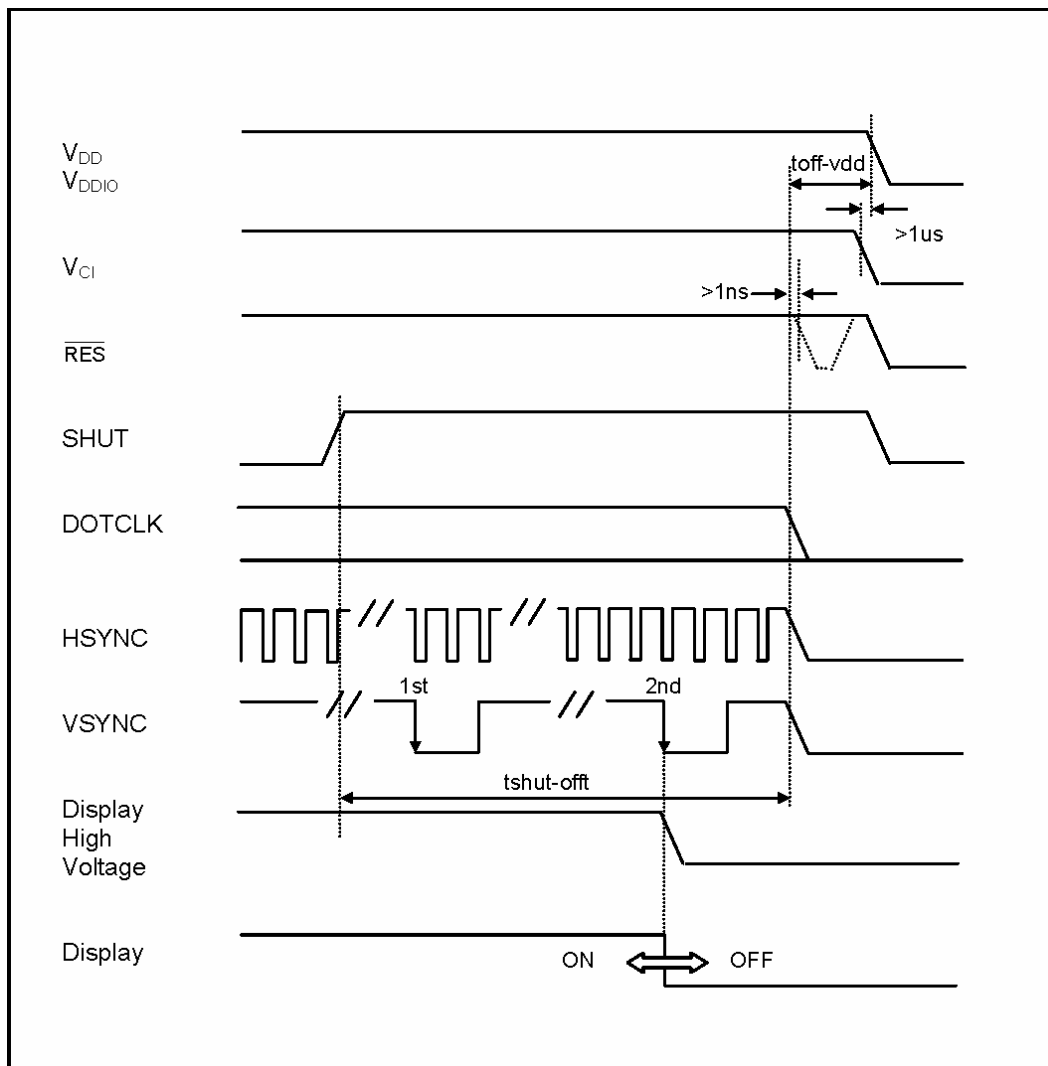 VDD
VDDIO
toff-vdd
>1us
VCI
>1ns
RES
SHUT
DOTCLK
HSYNC
1st
2nd
VSYNC
tshut-offt
Display
High
Voltage
Display
ON
OFF